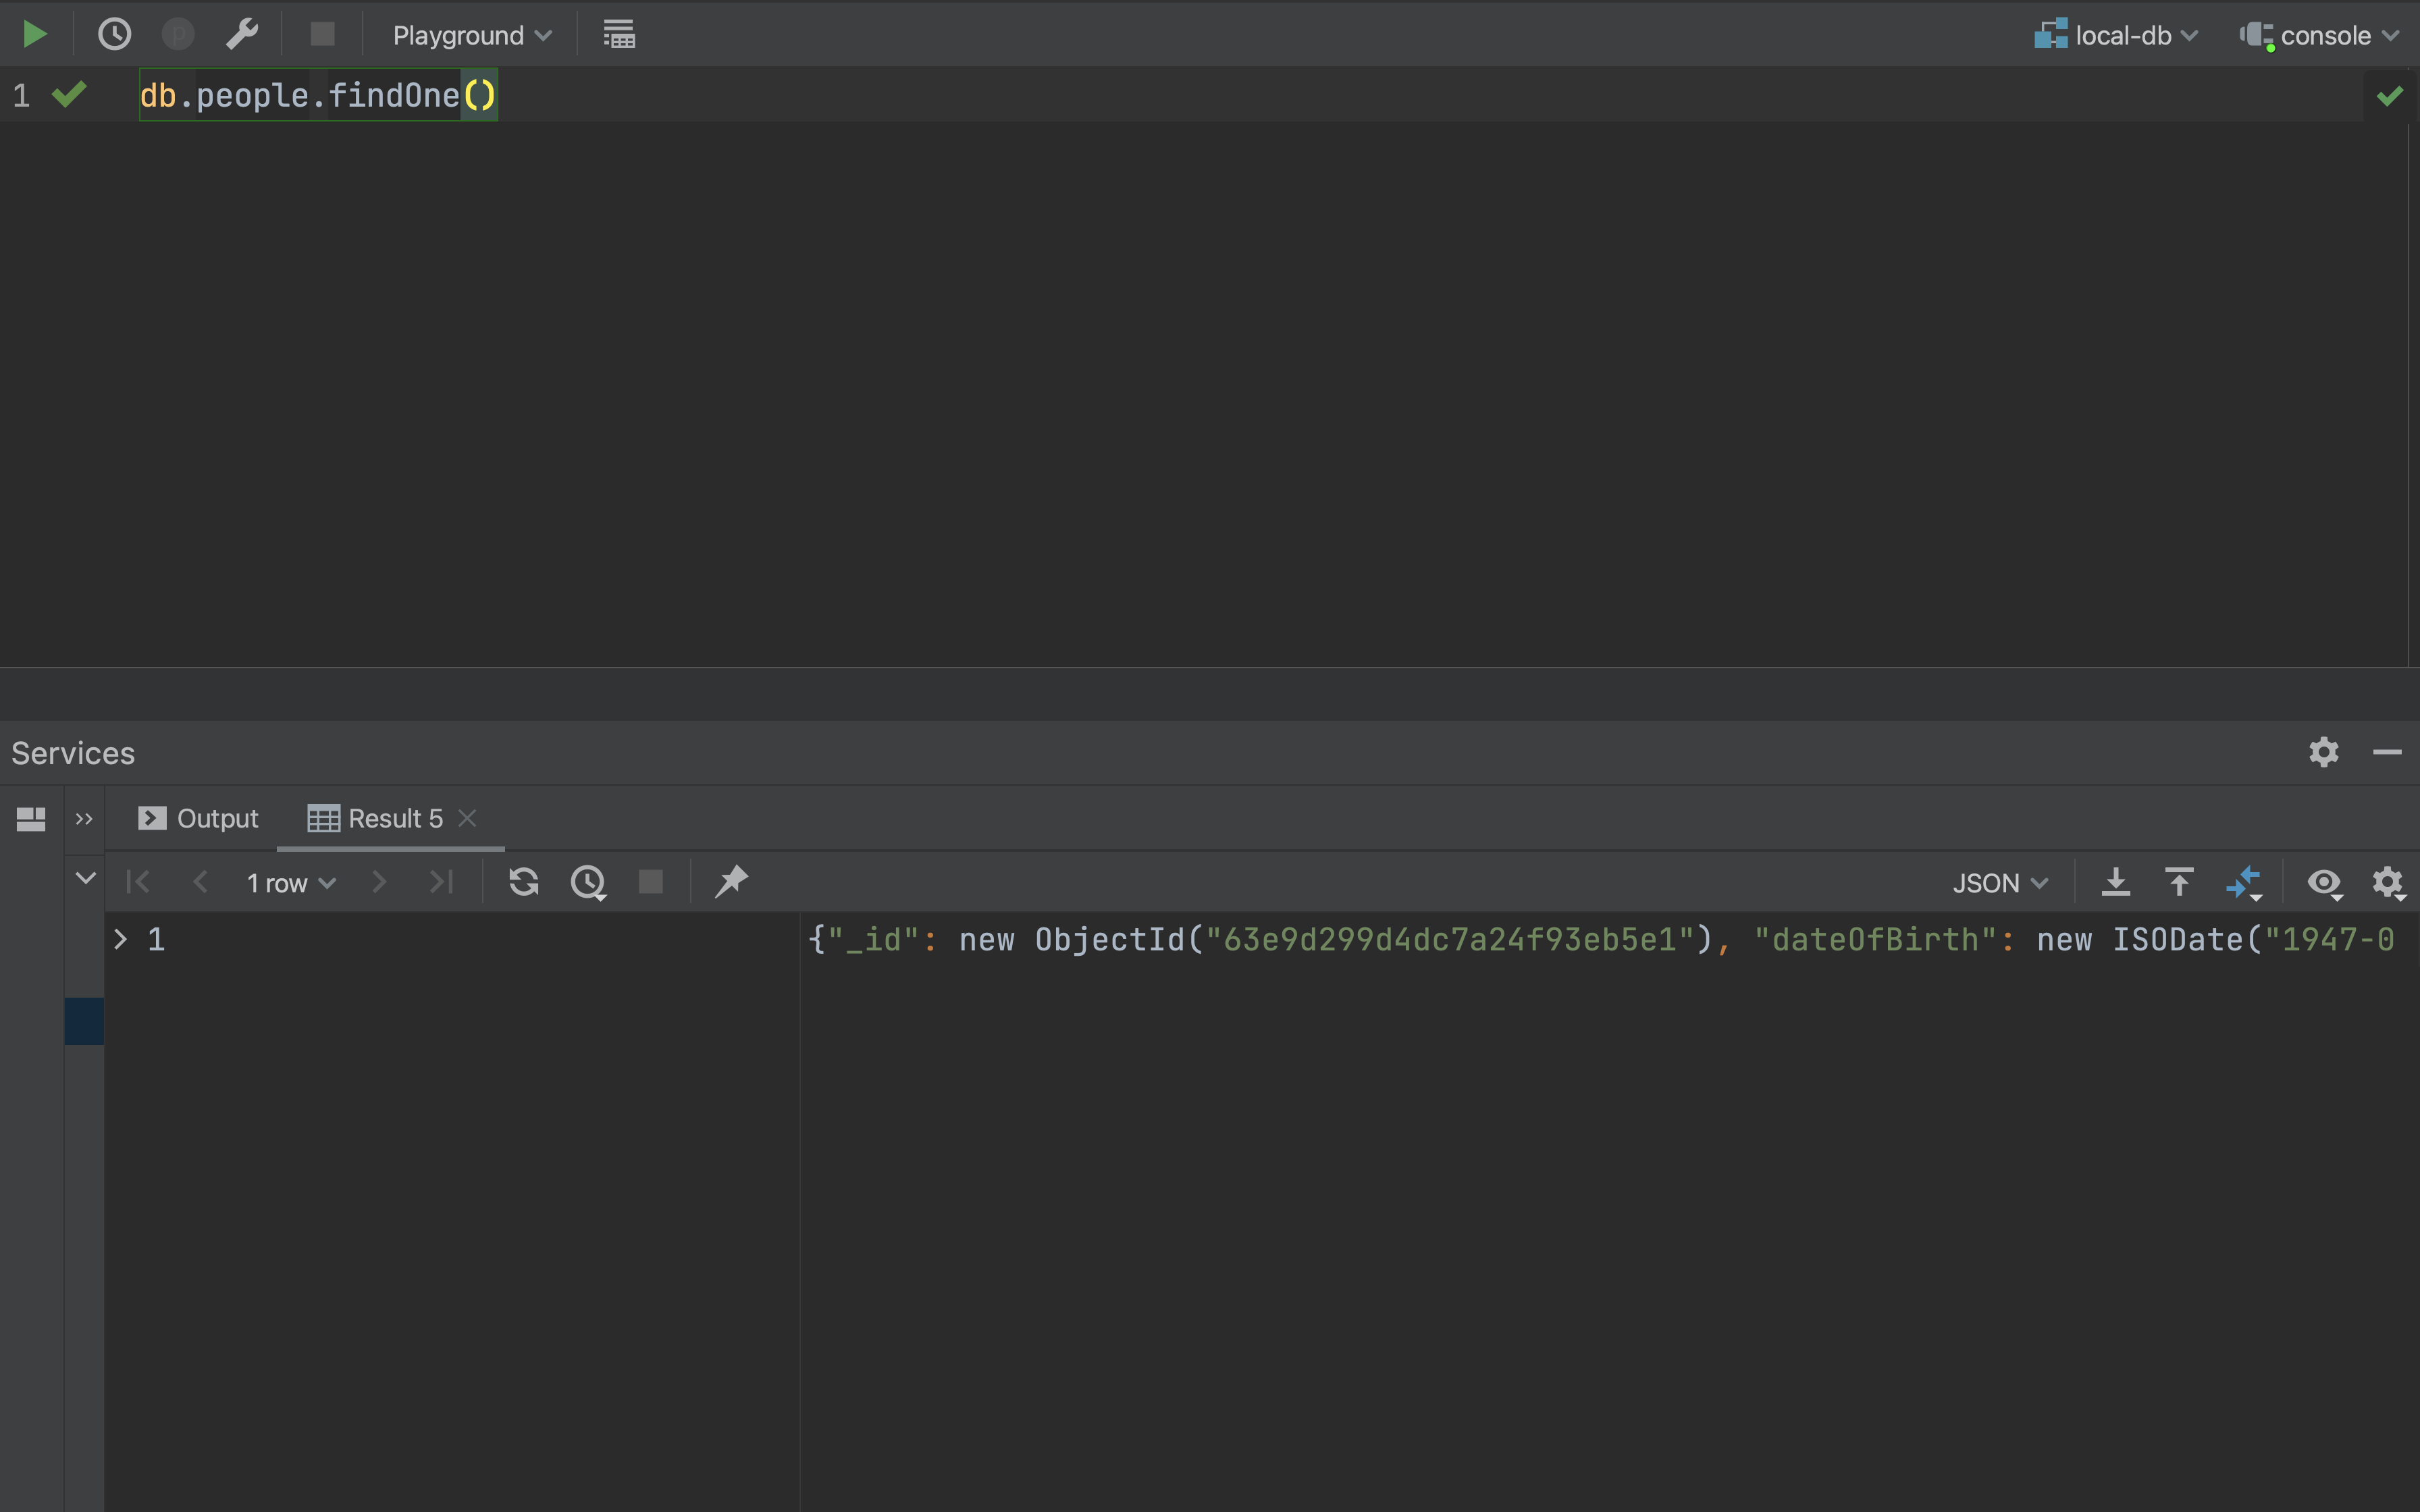 Playground local-db console
1 db.people.findOne()
Services
Output Result 5
1 row JSON
1 {"_id": new ObjectId("63e9d299d4dc7a24f93eb5e1"), "dateOfBirth": new ISODate("1947-0